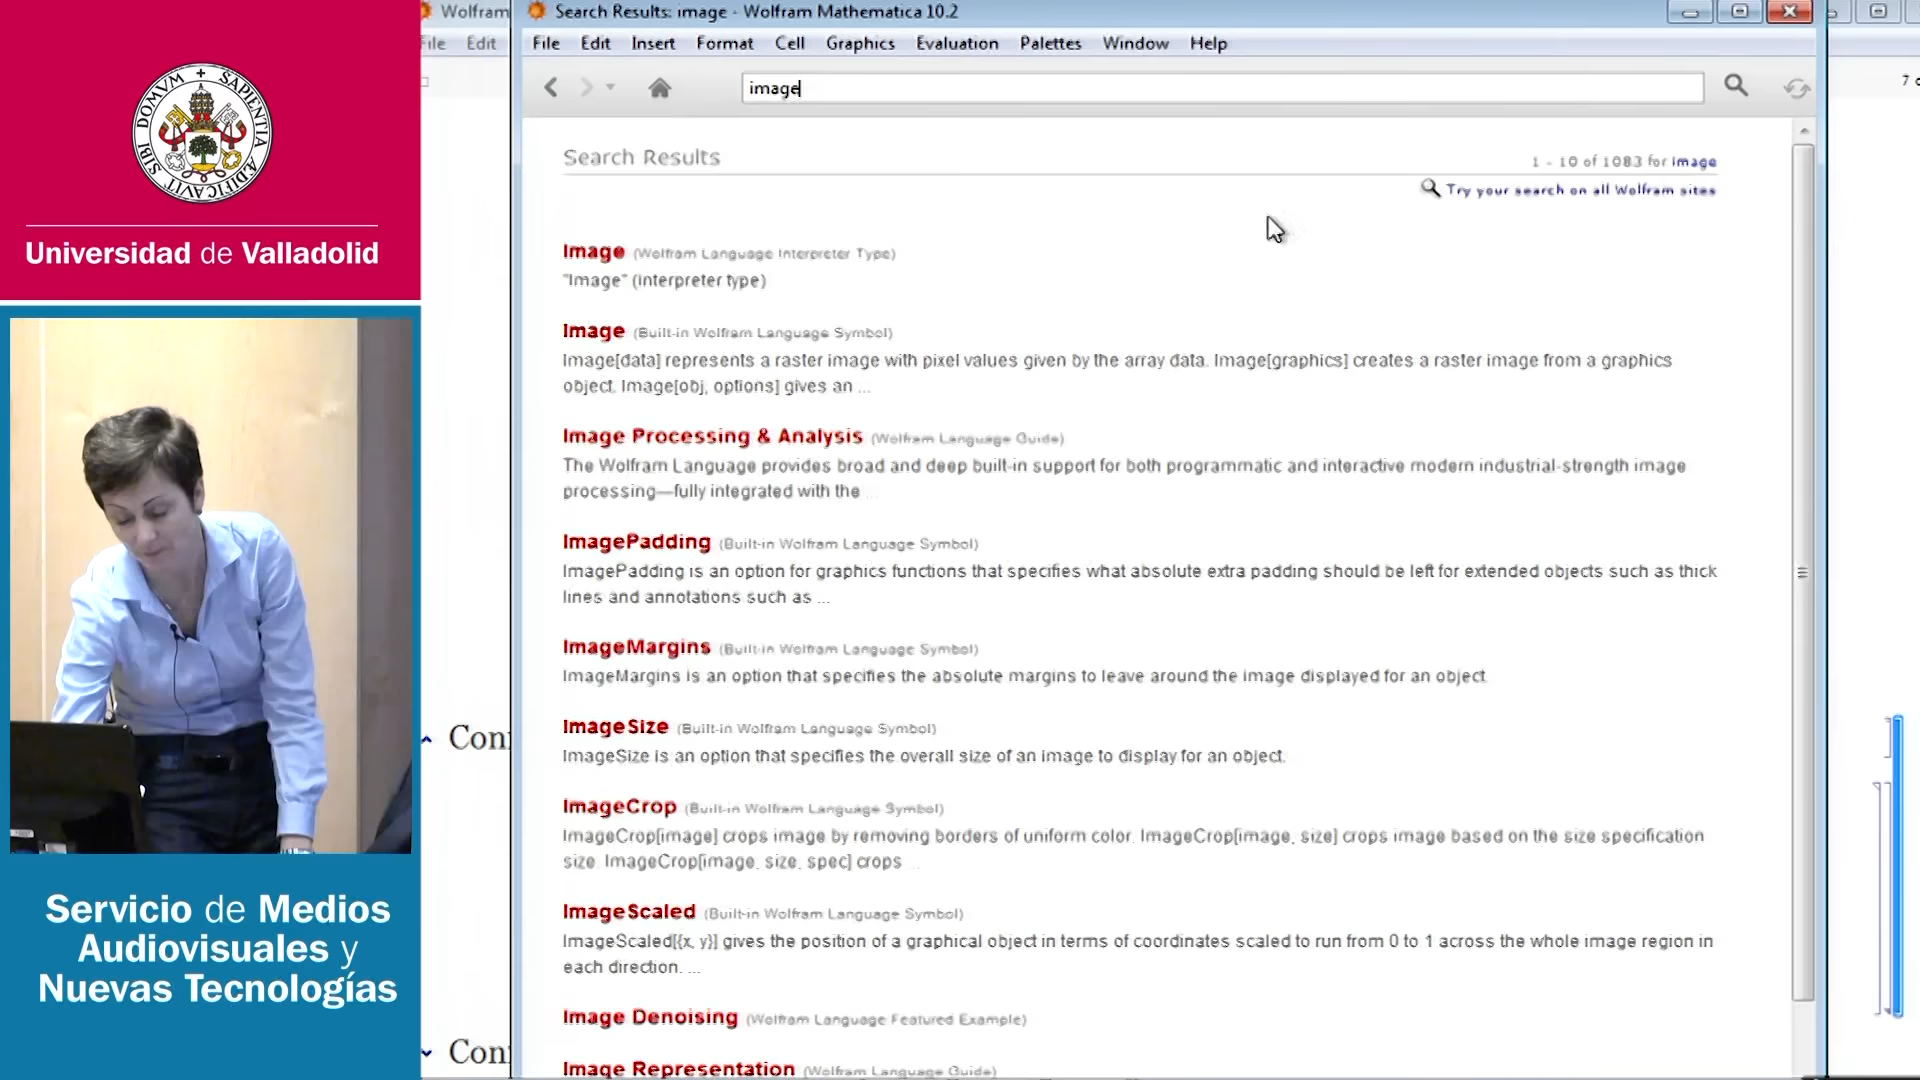 SIBI DOMVM SAPIENTIA ÆDIFICAVIT
Universidad de Valladolid
Servicio de Medios
Audiovisuales y
Nuevas Tecnologías
Wolfram
File Edit
Search Results: image - Wolfram Mathematica 10.2
File Edit Insert Format Cell Graphics Evaluation Palettes Window Help
image
Search Results
1 - 10 of 1083 for image
Try your search on all Wolfram sites
Image (Wolfram Language Interpreter Type)
"Image" (interpreter type)
Image (Built-in Wolfram Language Symbol)
Image[data] represents a raster image with pixel values given by the array data. Image[graphics] creates a raster image from a graphics
object. Image[obj, options] gives an ...
Image Processing & Analysis (Wolfram Language Guide)
The Wolfram Language provides broad and deep built-in support for both programmatic and interactive modern industrial-strength image
processing—fully integrated with the ...
ImagePadding (Built-in Wolfram Language Symbol)
ImagePadding is an option for graphics functions that specifies what absolute extra padding should be left for extended objects such as thick
lines and annotations such as ...
ImageMargins (Built-in Wolfram Language Symbol)
ImageMargins is an option that specifies the absolute margins to leave around the image displayed for an object.
ImageSize (Built-in Wolfram Language Symbol)
ImageSize is an option that specifies the overall size of an image to display for an object.
ImageCrop (Built-in Wolfram Language Symbol)
ImageCrop[image] crops image by removing borders of uniform color. ImageCrop[image, size] crops image based on the size specification
size. ImageCrop[image, size, spec] crops ...
ImageScaled (Built-in Wolfram Language Symbol)
ImageScaled[{x, y}] gives the position of a graphical object in terms of coordinates scaled to run from 0 to 1 across the whole image region in
each direction. ...
Image Denoising (Wolfram Language Featured Example)
Image Representation (Wolfram Language Guide)